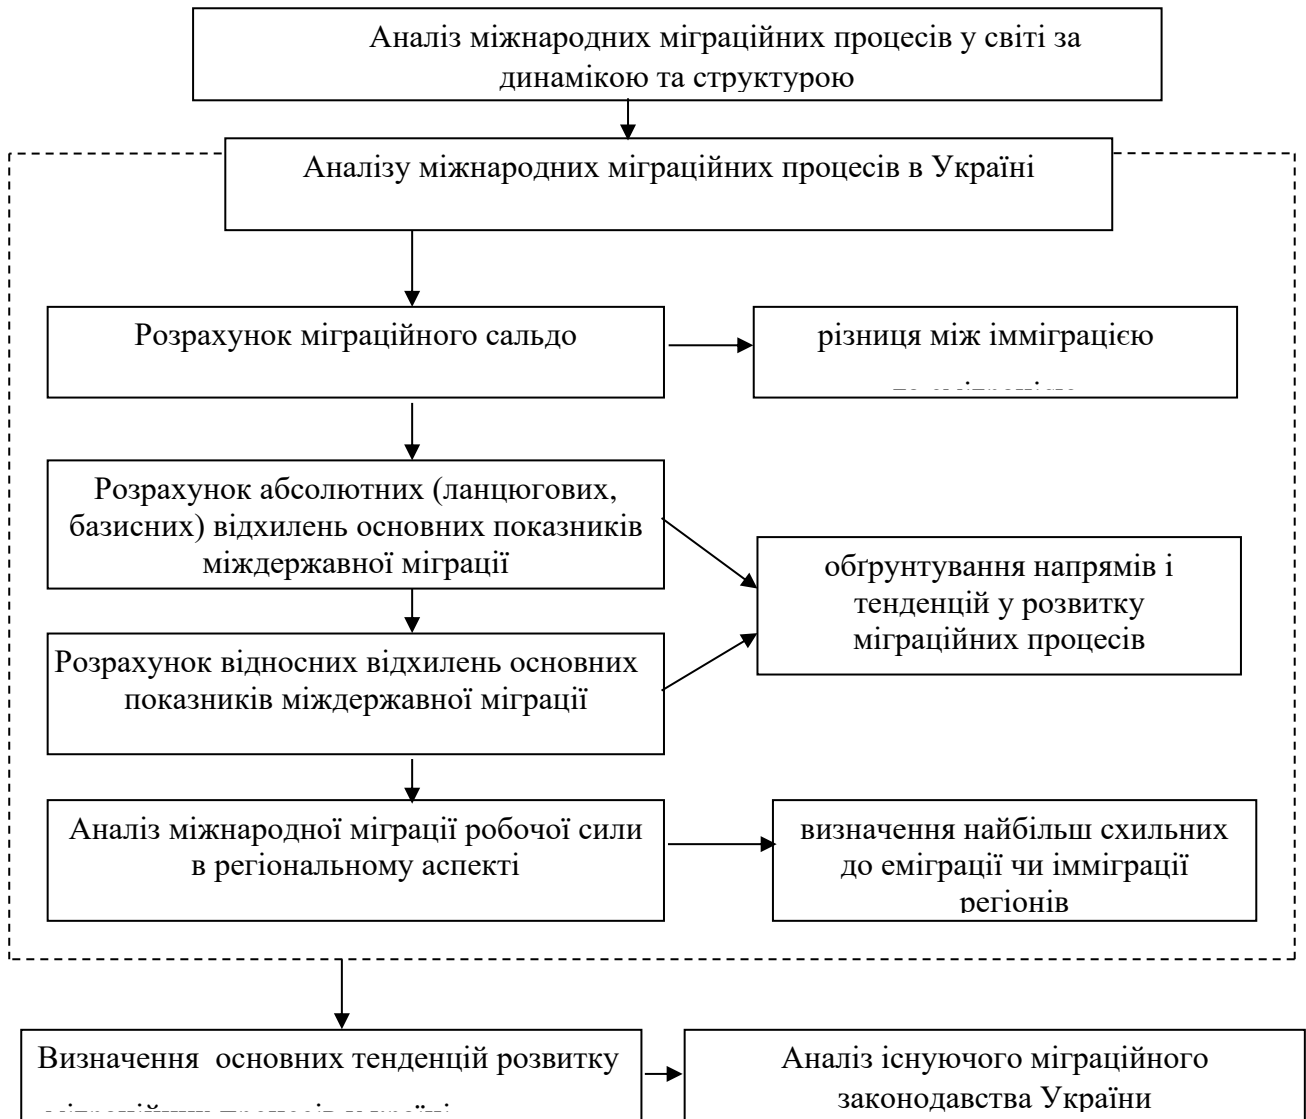 Аналіз міжнародних міграційних процесів у світі за
динамікою та структурою
Аналізу міжнародних міграційних процесів в Україні
Розрахунок міграційного сальдо
різниця між імміграцією
Розрахунок абсолютних (ланцюгових,
базисних) відхилень основних показників
міждержавної міграції
обґрунтування напрямів і
тенденцій у розвитку
міграційних процесів
Розрахунок відносних відхилень основних
показників міждержавної міграції
Аналіз міжнародної міграції робочої сили
в регіональному аспекті
визначення найбільш схильних
до еміграції чи імміграції
регіонів
Визначення основних тенденцій розвитку
Аналіз існуючого міграційного
законодавства України